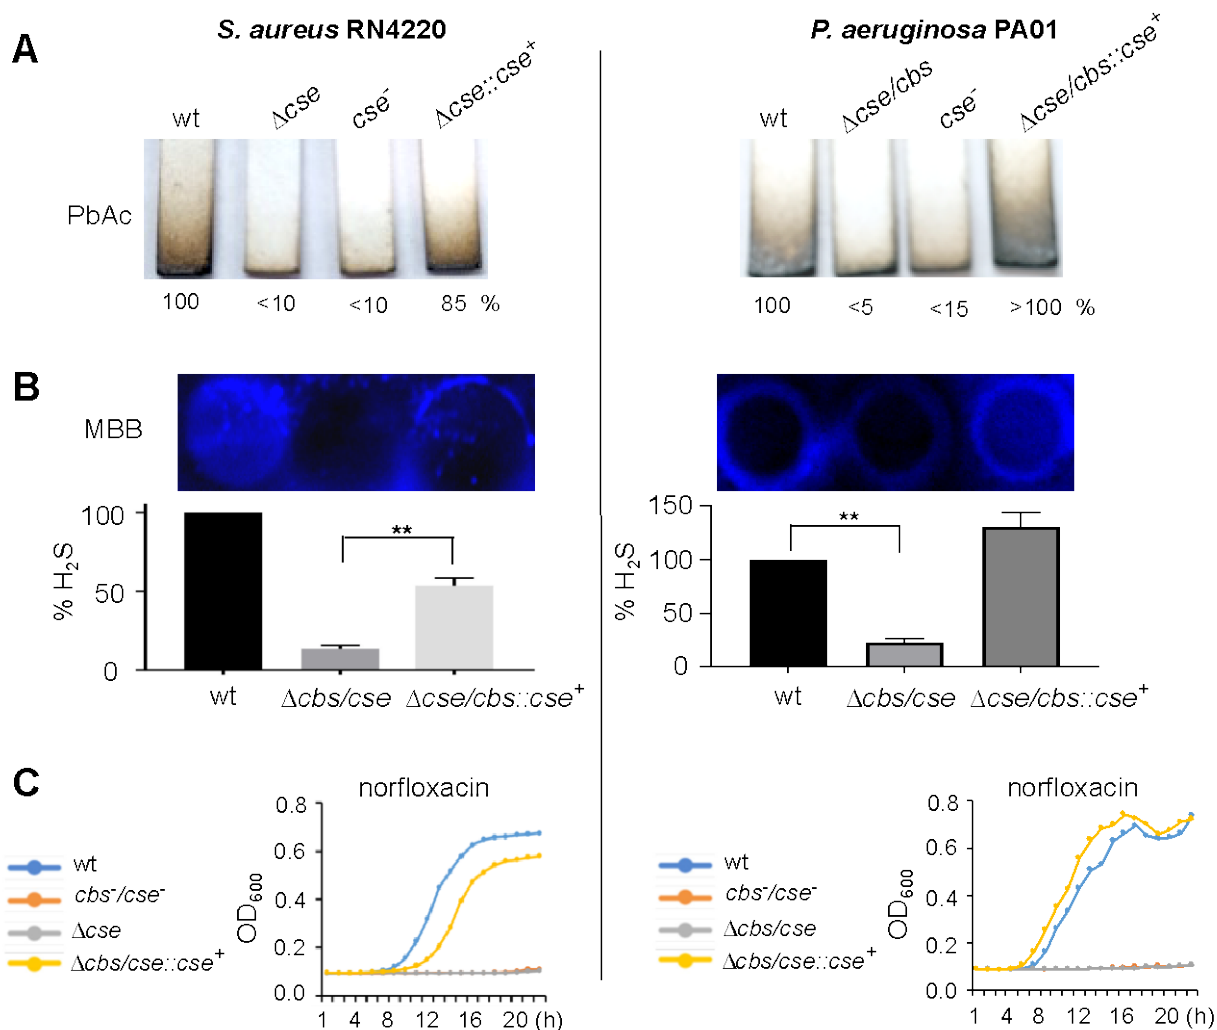 S. aureus RN4220
P. aeruginosa PA01
A
wt
Δcse
cse⁻
Δcse::cse⁺
wt
Δcse/cbs
cse⁻
Δcse/cbs::cse⁺
PbAc
100 <10 <10 85 %
100 <5 <15 >100 %
B
MBB
% H₂S
100
50
0
**
wt Δcbs/cse Δcse/cbs::cse⁺
% H₂S
150
100
50
0
**
wt Δcbs/cse Δcse/cbs::cse⁺
C
norfloxacin
wt
cbs⁻/cse⁻
Δcse
Δcbs/cse::cse⁺
OD₆₀₀
0.8
0.6
0.4
0.2
0.0
1 4 8 12 16 20 (h)
norfloxacin
wt
cbs⁻/cse⁻
Δcbs/cse
Δcbs/cse::cse⁺
OD₆₀₀
0.8
0.6
0.4
0.2
0.0
1 4 8 12 16 20 (h)